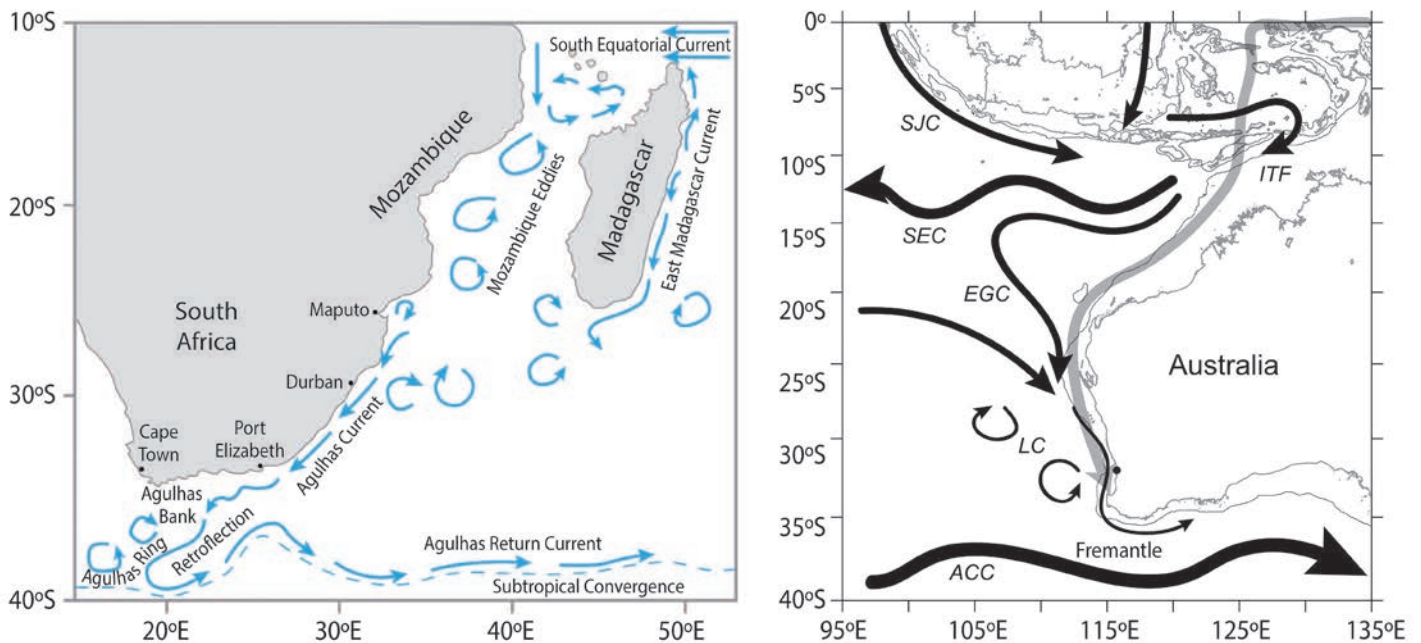 10ºS
20ºS
30ºS
40ºS
20ºE
30ºE
40ºE
50ºE
South Equatorial Current
Mozambique
Mozambique Eddies
Madagascar
East Madagascar Current
South
Africa
Maputo
Durban
Cape
Town
Port
Elizabeth
Agulhas Current
Agulhas
Bank
Agulhas Ring
Retroflection
Agulhas Return Current
Subtropical Convergence
0º
5ºS
10ºS
15ºS
20ºS
25ºS
30ºS
35ºS
40ºS
95ºE
105ºE
115ºE
125ºE
135ºE
SJC
ITF
SEC
EGC
Australia
LC
Fremantle
ACC